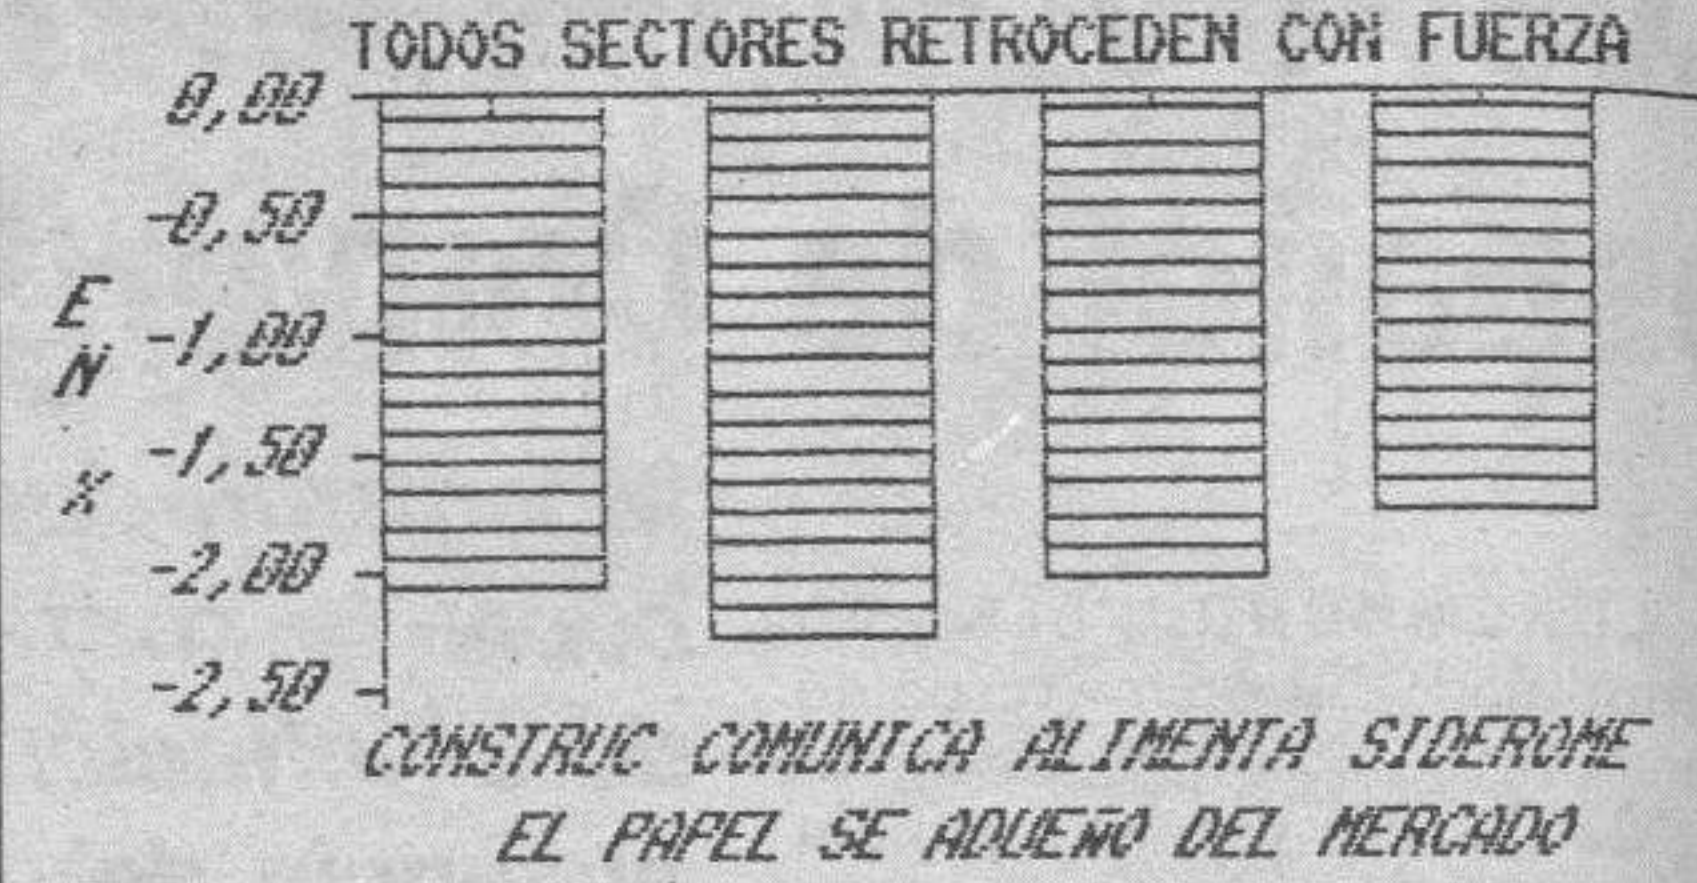 TODOS SECTORES RETROCEDEN CON FUERZA
0,00
-0,50
-1,00
-1,50
-2,00
-2,50
EN %
CONSTRUC COMUNICA ALIMENTA SIDEROME
EL PAPEL SE ADUEÑO DEL MERCADO